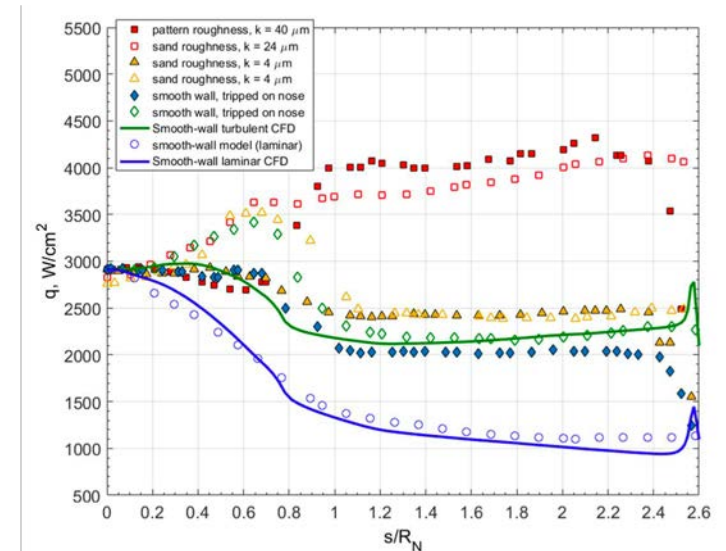 pattern roughness, k = 40 μm
sand roughness, k = 24 μm
sand roughness, k = 4 μm
sand roughness, k = 4 μm
smooth wall, tripped on nose
smooth wall, tripped on nose
Smooth-wall turbulent CFD
smooth-wall model (laminar)
Smooth-wall laminar CFD
q, W/cm²
5500
5000
4500
4000
3500
3000
2500
2000
1500
1000
500
0 0.2 0.4 0.6 0.8 1 1.2 1.4 1.6 1.8 2 2.2 2.4 2.6
s/R_N